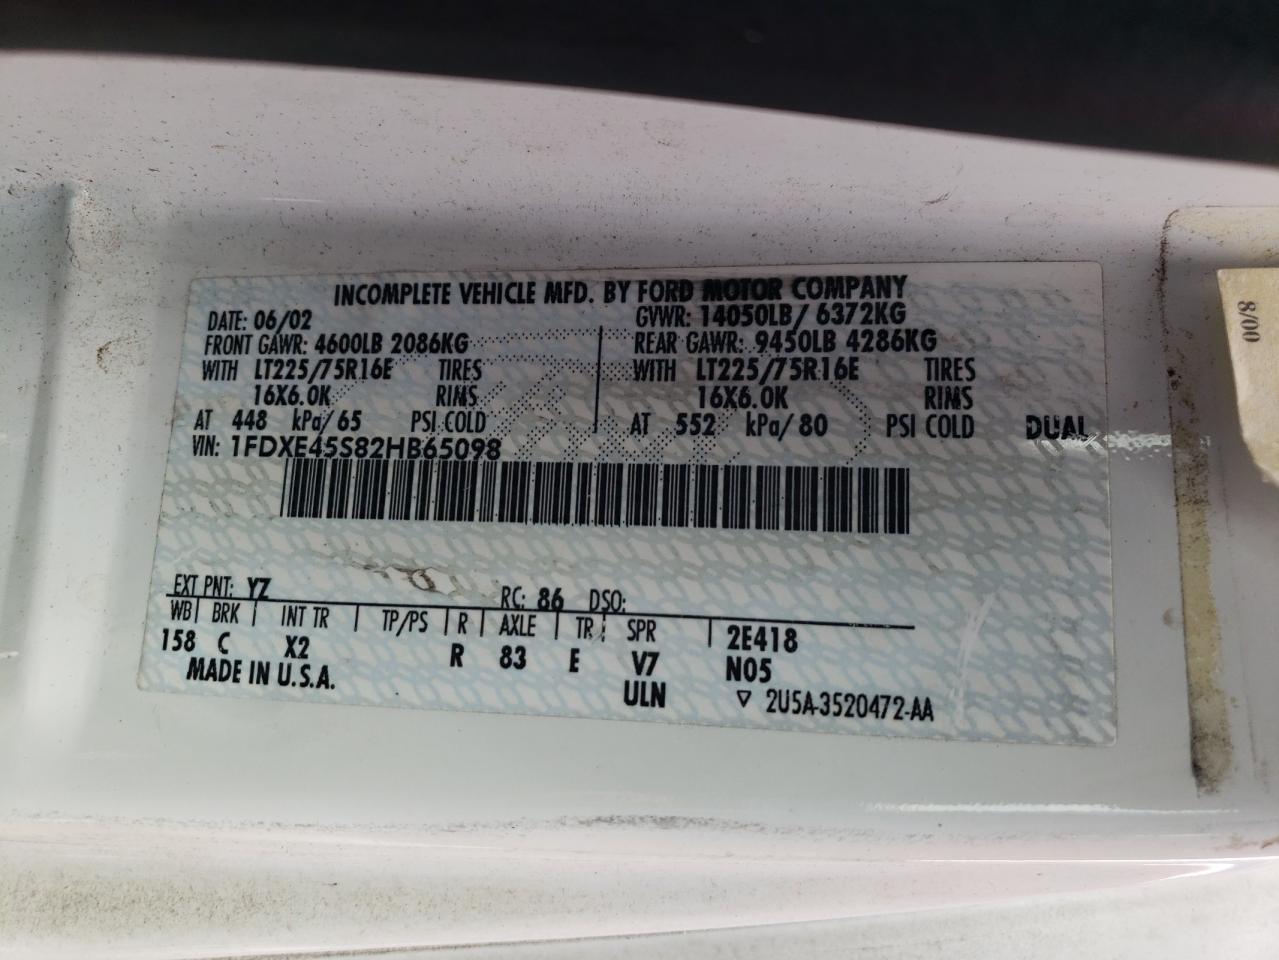 INCOMPLETE VEHICLE MFD. BY FORD MOTOR COMPANY
DATE: 06/02 GVWR: 14050LB/ 6372KG
FRONT GAWR: 4600LB 2086KG REAR GAWR: 9450LB 4286KG
WITH LT225/75R16E TIRES WITH LT225/75R16E TIRES
16X6.0K RIMS 16X6.0K RIMS
AT 448 kPa/ 65 PSI COLD AT 552 kPa/ 80 PSI COLD DUAL
VIN: 1FDXE45S82HB65098
EXT PNT: YZ RC: 86 DSO:
WB BRK INT TR TP/PS R AXLE TR SPR 2E418
158 C X2 R 83 E V7 N05
MADE IN U.S.A. ULN ▽ 2U5A-3520472-AA
8/00